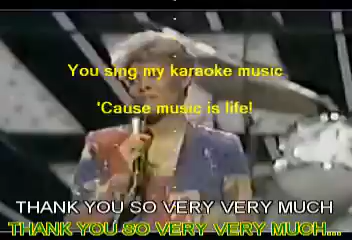 You sing my karaoke music
'Cause music is life!
THANK YOU SO VERY VERY MUCH
THANK YOU SO VERY VERY MUCH...